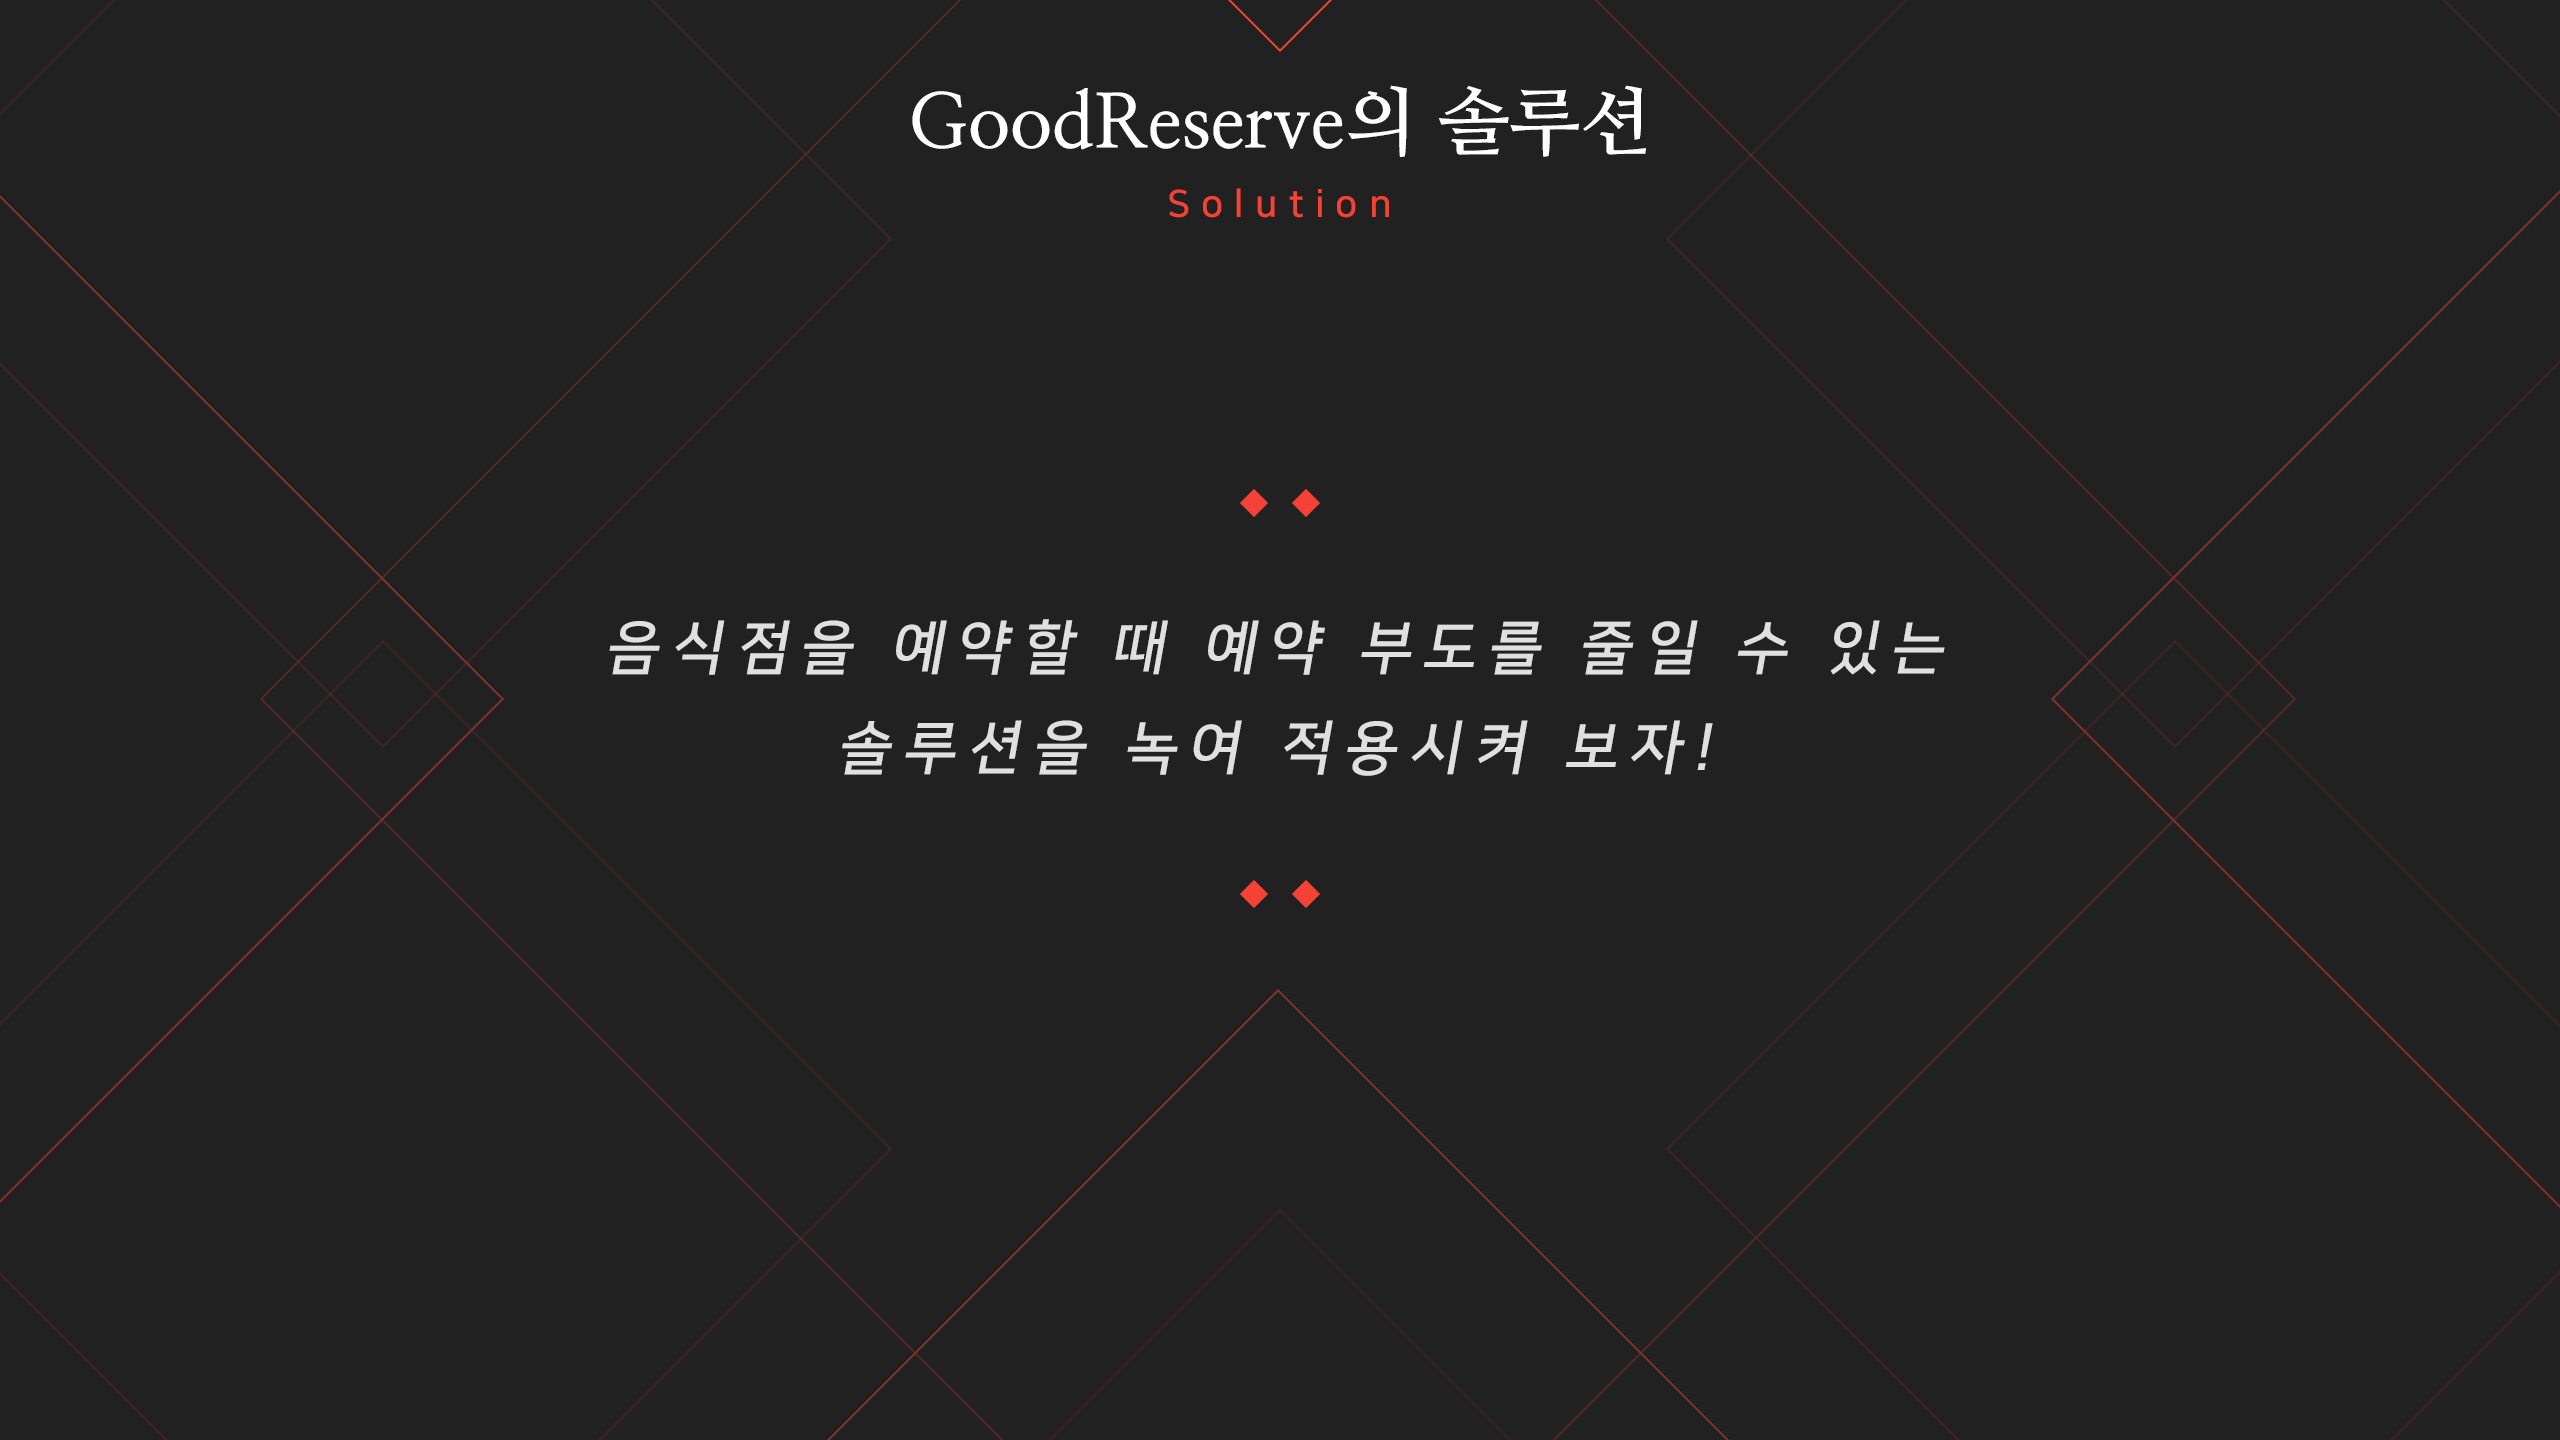 GoodReserve의 솔루션
Solution
음식점을 예약할 때 예약 부도를 줄일 수 있는
솔루션을 녹여 적용시켜 보자!